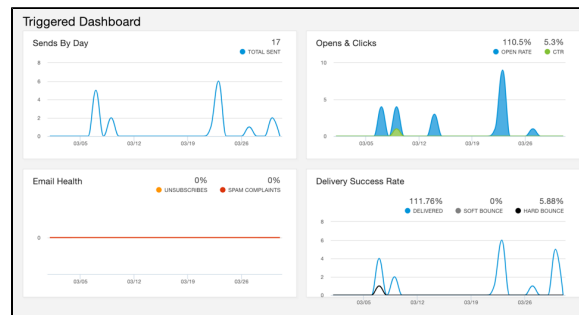 Triggered Dashboard
Sends By Day
17
TOTAL SENT
8
6
4
2
0
03/05 03/12 03/19 03/26
Opens & Clicks
110.5% 5.3%
OPEN RATE CTR
10
5
0
03/05 03/12 03/19 03/26
Email Health
0% 0%
UNSUBSCRIBES SPAM COMPLAINTS
0
03/05 03/12 03/19 03/26
Delivery Success Rate
111.76% 0% 5.88%
DELIVERED SOFT BOUNCE HARD BOUNCE
8
6
4
2
0
03/05 03/12 03/19 03/26